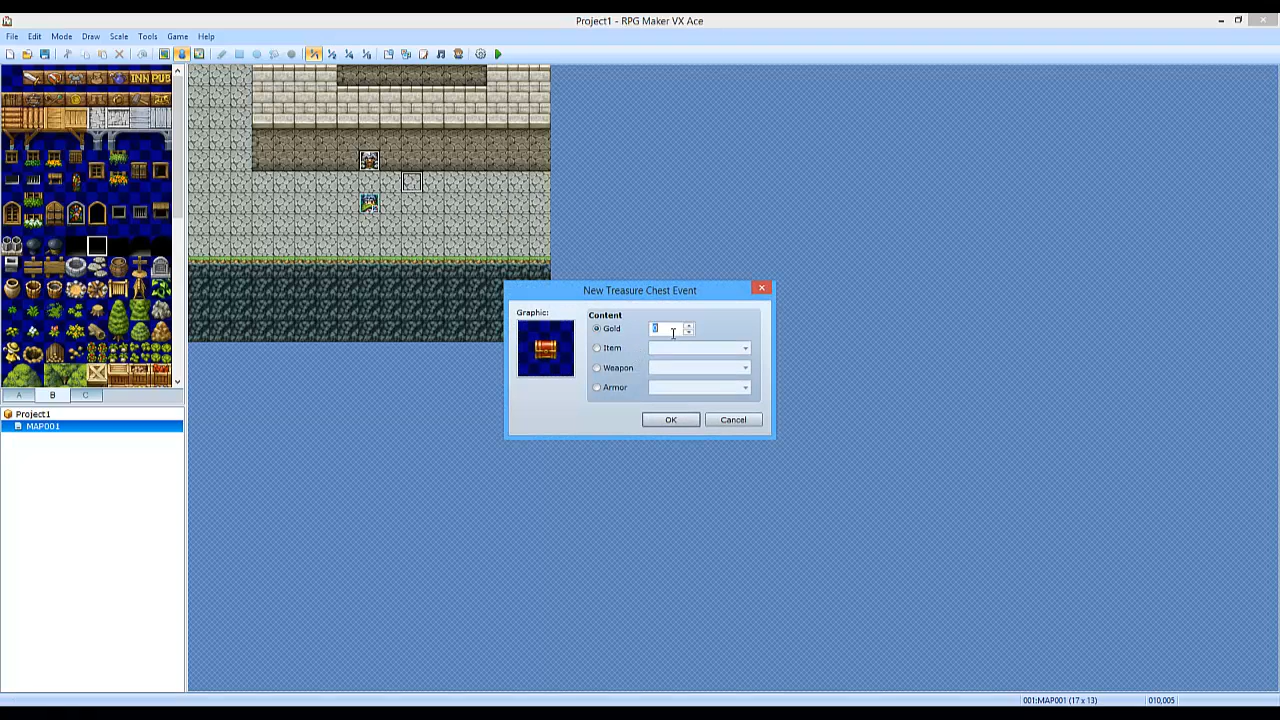 Project1 - RPG Maker VX Ace
File Edit Mode Draw Scale Tools Game Help
INN PUB
A B C
Project1
MAP001
New Treasure Chest Event
Graphic:
Content
Gold 0
Item
Weapon
Armor
OK Cancel
001:MAP001 (17 x 13) 010,005